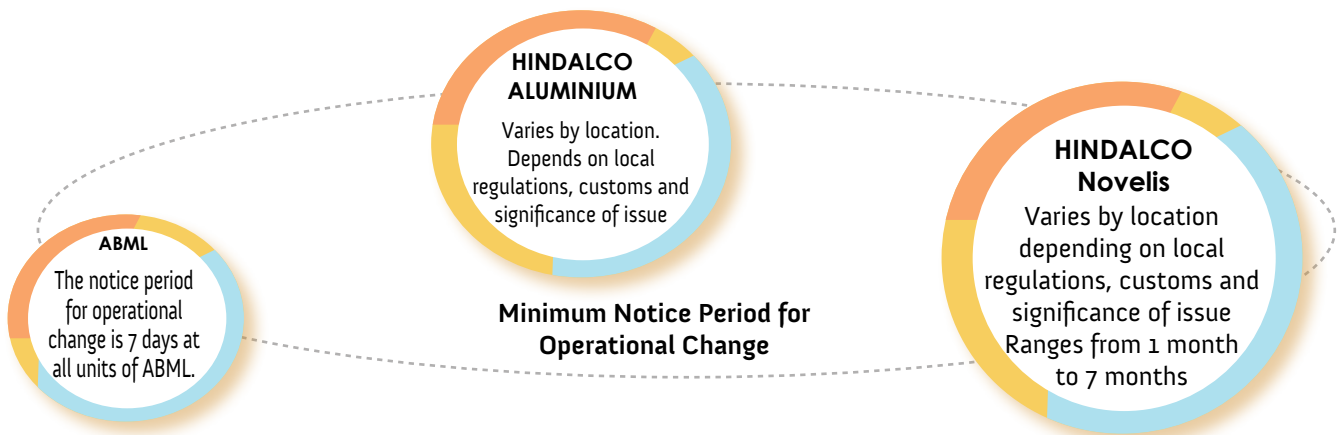 ABML
The notice period
for operational
change is 7 days at
all units of ABML.
HINDALCO
ALUMINIUM
Varies by location.
Depends on local
regulations, customs and
significance of issue
Minimum Notice Period for
Operational Change
HINDALCO
Novelis
Varies by location
depending on local
regulations, customs and
significance of issue
Ranges from 1 month
to 7 months